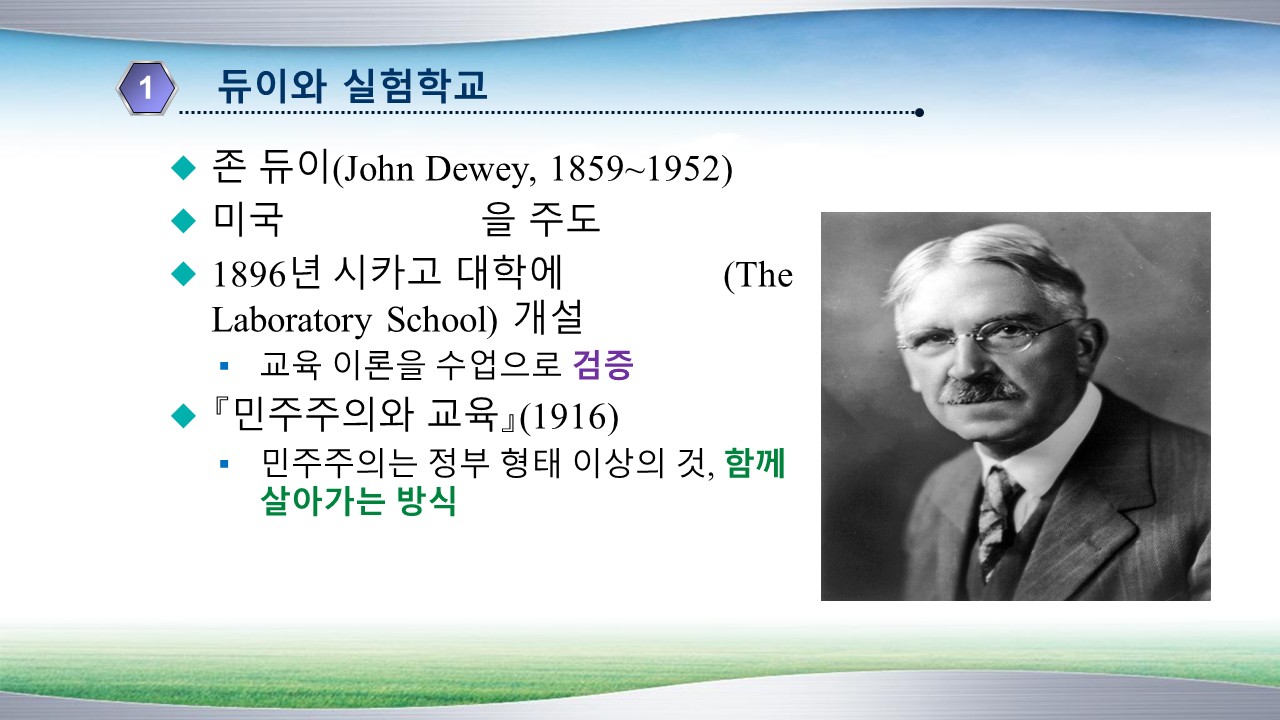 1 듀이와 실험학교
존 듀이(John Dewey, 1859~1952)
미국 을 주도
1896년 시카고 대학에 (The
Laboratory School) 개설
교육 이론을 수업으로 검증
『민주주의와 교육』(1916)
민주주의는 정부 형태 이상의 것, 함께
살아가는 방식